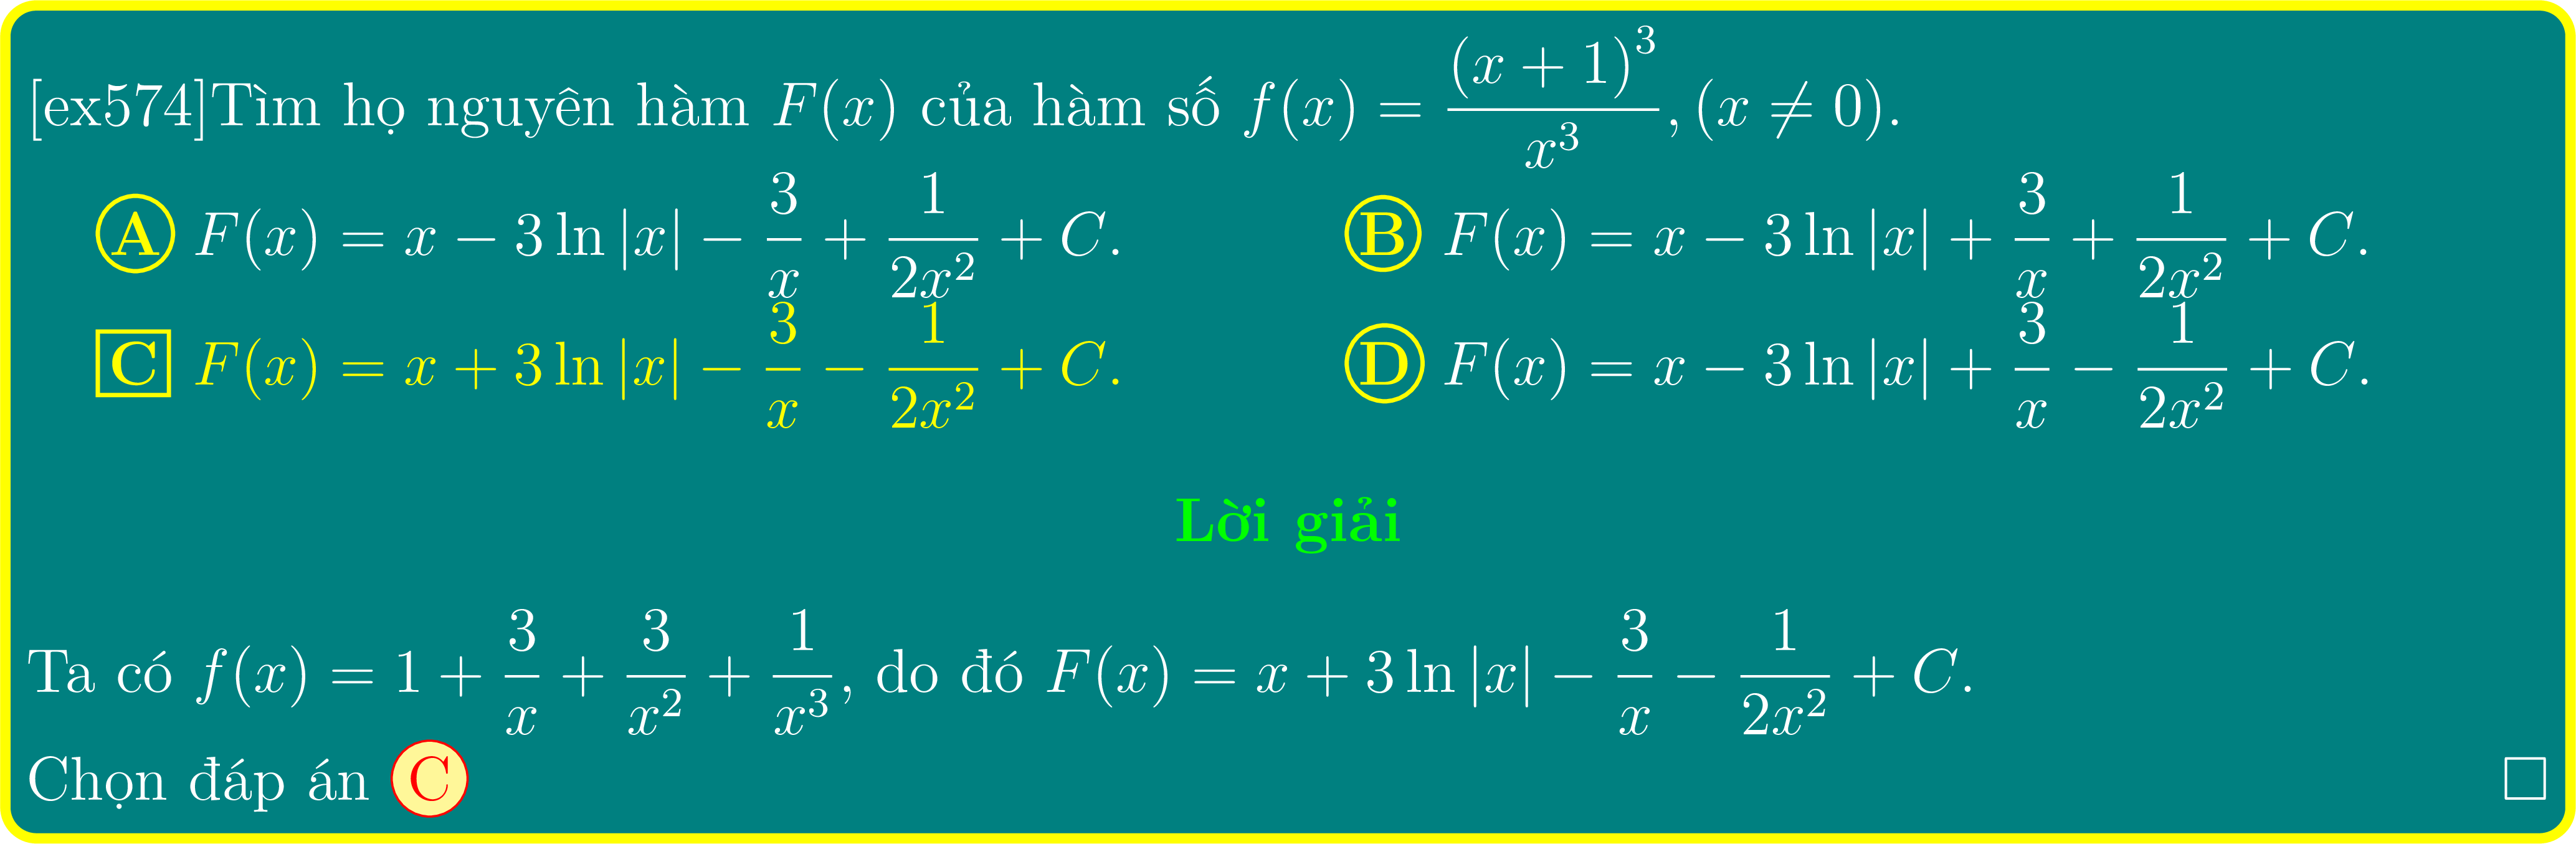 [ex574]Tìm họ nguyên hàm F(x) của hàm số f(x) = \frac{(x + 1)^3}{x^3}, (x ≠ 0).
A F(x) = x − 3 ln |x| − \frac{3}{x} + \frac{1}{2x^2} + C.
B F(x) = x − 3 ln |x| + \frac{3}{x} + \frac{1}{2x^2} + C.
C F(x) = x + 3 ln |x| − \frac{3}{x} − \frac{1}{2x^2} + C.
D F(x) = x − 3 ln |x| + \frac{3}{x} − \frac{1}{2x^2} + C.
Lời giải
Ta có f(x) = 1 + \frac{3}{x} + \frac{3}{x^2} + \frac{1}{x^3}, do đó F(x) = x + 3 ln |x| − \frac{3}{x} − \frac{1}{2x^2} + C.
Chọn đáp án C □